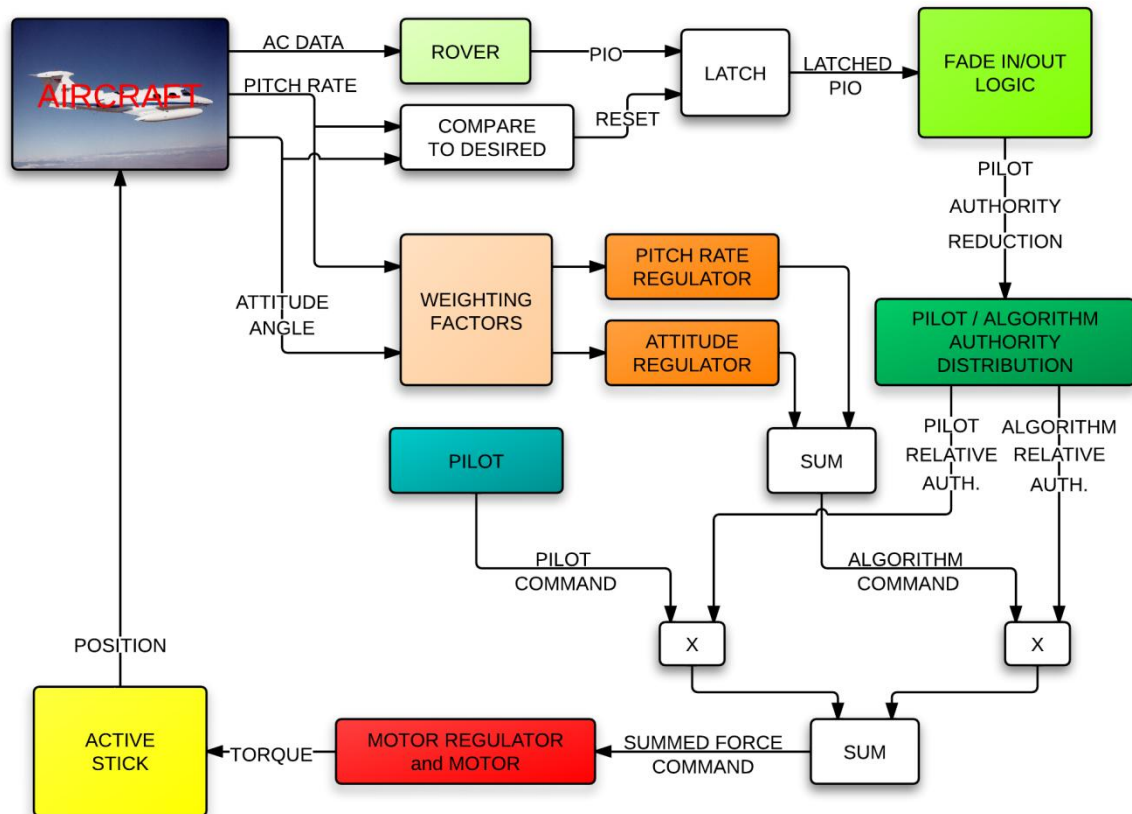 AIRCRAFT
AC DATA
PITCH RATE
ROVER
PIO
COMPARE
TO DESIRED
RESET
LATCH
LATCHED
PIO
FADE IN/OUT
LOGIC
PILOT
AUTHORITY
REDUCTION
ATTITUDE
ANGLE
WEIGHTING
FACTORS
PITCH RATE
REGULATOR
ATTITUDE
REGULATOR
PILOT / ALGORITHM
AUTHORITY
DISTRIBUTION
PILOT
RELATIVE
AUTH.
ALGORITHM
RELATIVE
AUTH.
PILOT
SUM
PILOT
COMMAND
ALGORITHM
COMMAND
X
X
POSITION
ACTIVE
STICK
TORQUE
MOTOR REGULATOR
and MOTOR
SUMMED FORCE
COMMAND
SUM